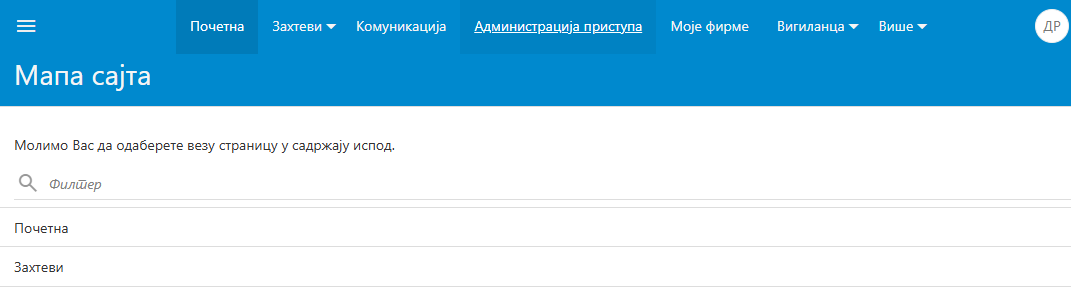 Почетна Захтеви Комуникација Администрација приступа Моје фирме Вигиланца Више ДР
Мапа сајта
Молимо Вас да одаберете везу страницу у садржају испод.
Филтер
Почетна
Захтеви